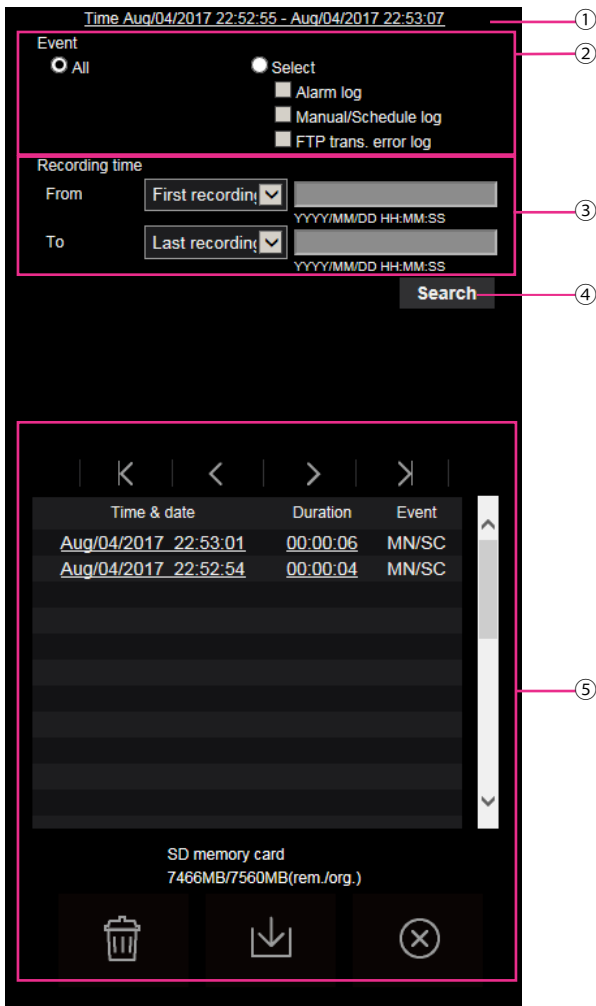 Time Aug/04/2017 22:52:55 - Aug/04/2017 22:53:07
①
Event
②
All
Select
Alarm log
Manual/Schedule log
FTP trans. error log
Recording time
From
First recording
YYYY/MM/DD HH:MM:SS
③
To
Last recording
YYYY/MM/DD HH:MM:SS
Search
④
Time & date Duration Event
Aug/04/2017 22:53:01 00:00:06 MN/SC
Aug/04/2017 22:52:54 00:00:04 MN/SC
⑤
SD memory card
7466MB/7560MB(rem./org.)